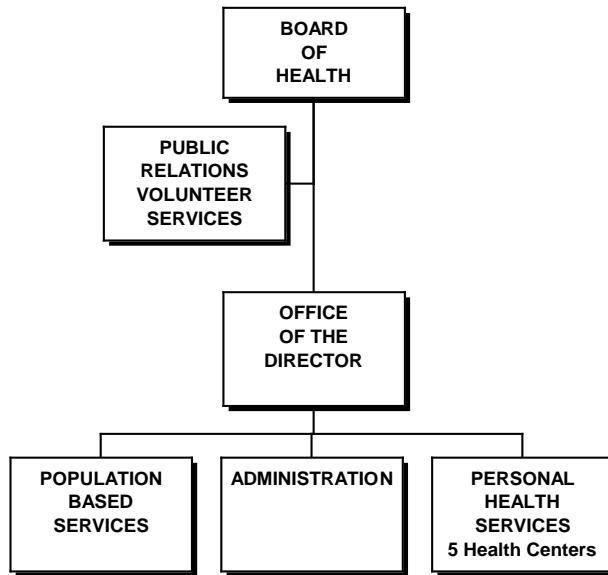 BOARD
OF
HEALTH
PUBLIC
RELATIONS
VOLUNTEER
SERVICES
OFFICE
OF THE
DIRECTOR
POPULATION
BASED
SERVICES
ADMINISTRATION
PERSONAL
HEALTH
SERVICES
5 Health Centers